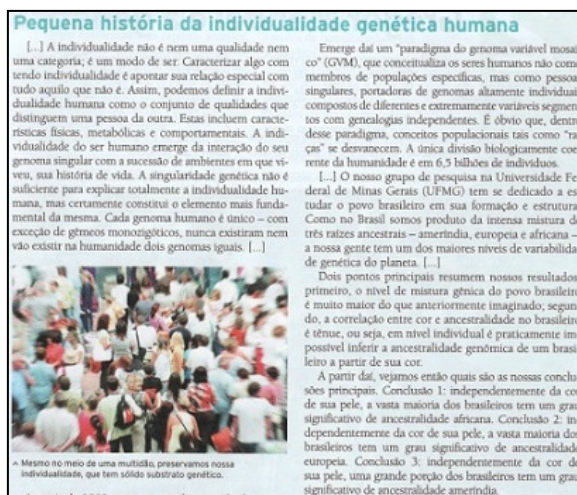 Pequena história da individualidade genética humana
[...] A individualidade não é nem uma qualidade nem
uma categoria; é um modo de ser. Caracterizar algo com
tendo individualidade é apontar sua relação especial com
tudo aquilo que não é. Assim, podemos definir a indivi-
dualidade humana como o conjunto de qualidades que
distinguem uma pessoa da outra. Estas incluem caracte-
rísticas físicas, metabólicas e comportamentais. A indi-
vidualidade do ser humano emerge da interação do seu
genoma singular com a sucessão de ambientes em que vi-
veu, sua história de vida. A singularidade genética não é
suficiente para explicar totalmente a individualidade hu-
mana, mas certamente constitui o elemento mais funda-
mental da mesma. Cada genoma humano é único – com
exceção de gêmeos monozigóticos, nunca existiram nem
vão existir na humanidade dois genomas iguais. [...]
Mesmo no meio de uma multidão, preservamos nossa
individualidade, que tem sólido substrato genético.
Emerge daí um "paradigma do genoma variável mosai
co" (GVM), que conceitualiza os seres humanos não com
membros de populações específicas, mas como pessoa
singulares, portadoras de genomas altamente individuai
compostos de diferentes e extremamente variáveis segmen
tos com genealogias independentes. É óbvio que, dentr
desse paradigma, conceitos populacionais tais como "ra
ças" se desvanecem. A única divisão biologicamente coe
rente da humanidade é em 6,5 bilhões de indivíduos.
[...] O nosso grupo de pesquisa na Universidade Fe
deral de Minas Gerais (UFMG) tem se dedicado a es
tudar o povo brasileiro em sua formação e estrutura
Como no Brasil somos produto da intensa mistura d
três raízes ancestrais – ameríndia, europeia e africana –
a nossa gente tem um dos maiores níveis de variabilida
de genética do planeta. [...]
Dois pontos principais resumem nossos resultado
primeiro, o nível de mistura gênica do povo brasileir
é muito maior do que anteriormente imaginado; segun
do, a correlação entre cor e ancestralidade no brasileir
é tênue, ou seja, em nível individual é praticamente im
possível inferir a ancestralidade genômica de um brasi
leiro a partir de sua cor.
A partir daí, vejamos então quais são as nossas conclu
sões principais. Conclusão 1: independentemente da co
de sua pele, a vasta maioria dos brasileiros tem um grau
significativo de ancestralidade africana. Conclusão 2: in
dependentemente da cor de sua pele, a vasta maioria do
brasileiros tem um grau significativo de ancestralidade
europeia. Conclusão 3: independentemente da cor d
sua pele, uma grande porção dos brasileiros tem um grau
significativo de ancestralidade ameríndia.